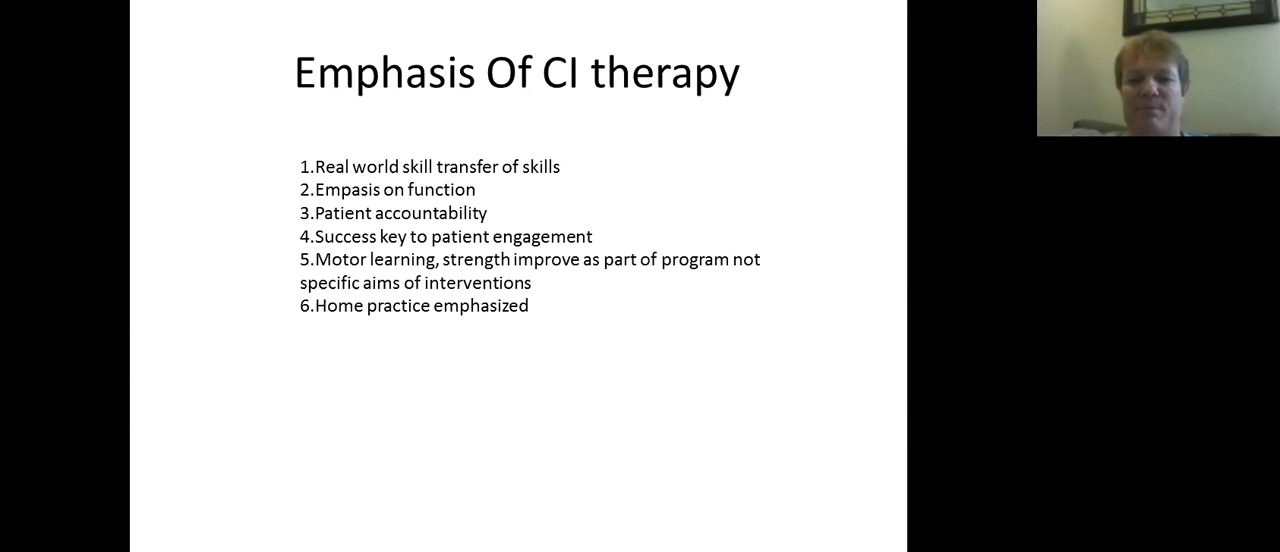 Emphasis Of CI therapy
1.Real world skill transfer of skills
2.Empasis on function
3.Patient accountability
4.Success key to patient engagement
5.Motor learning, strength improve as part of program not
specific aims of interventions
6.Home practice emphasized